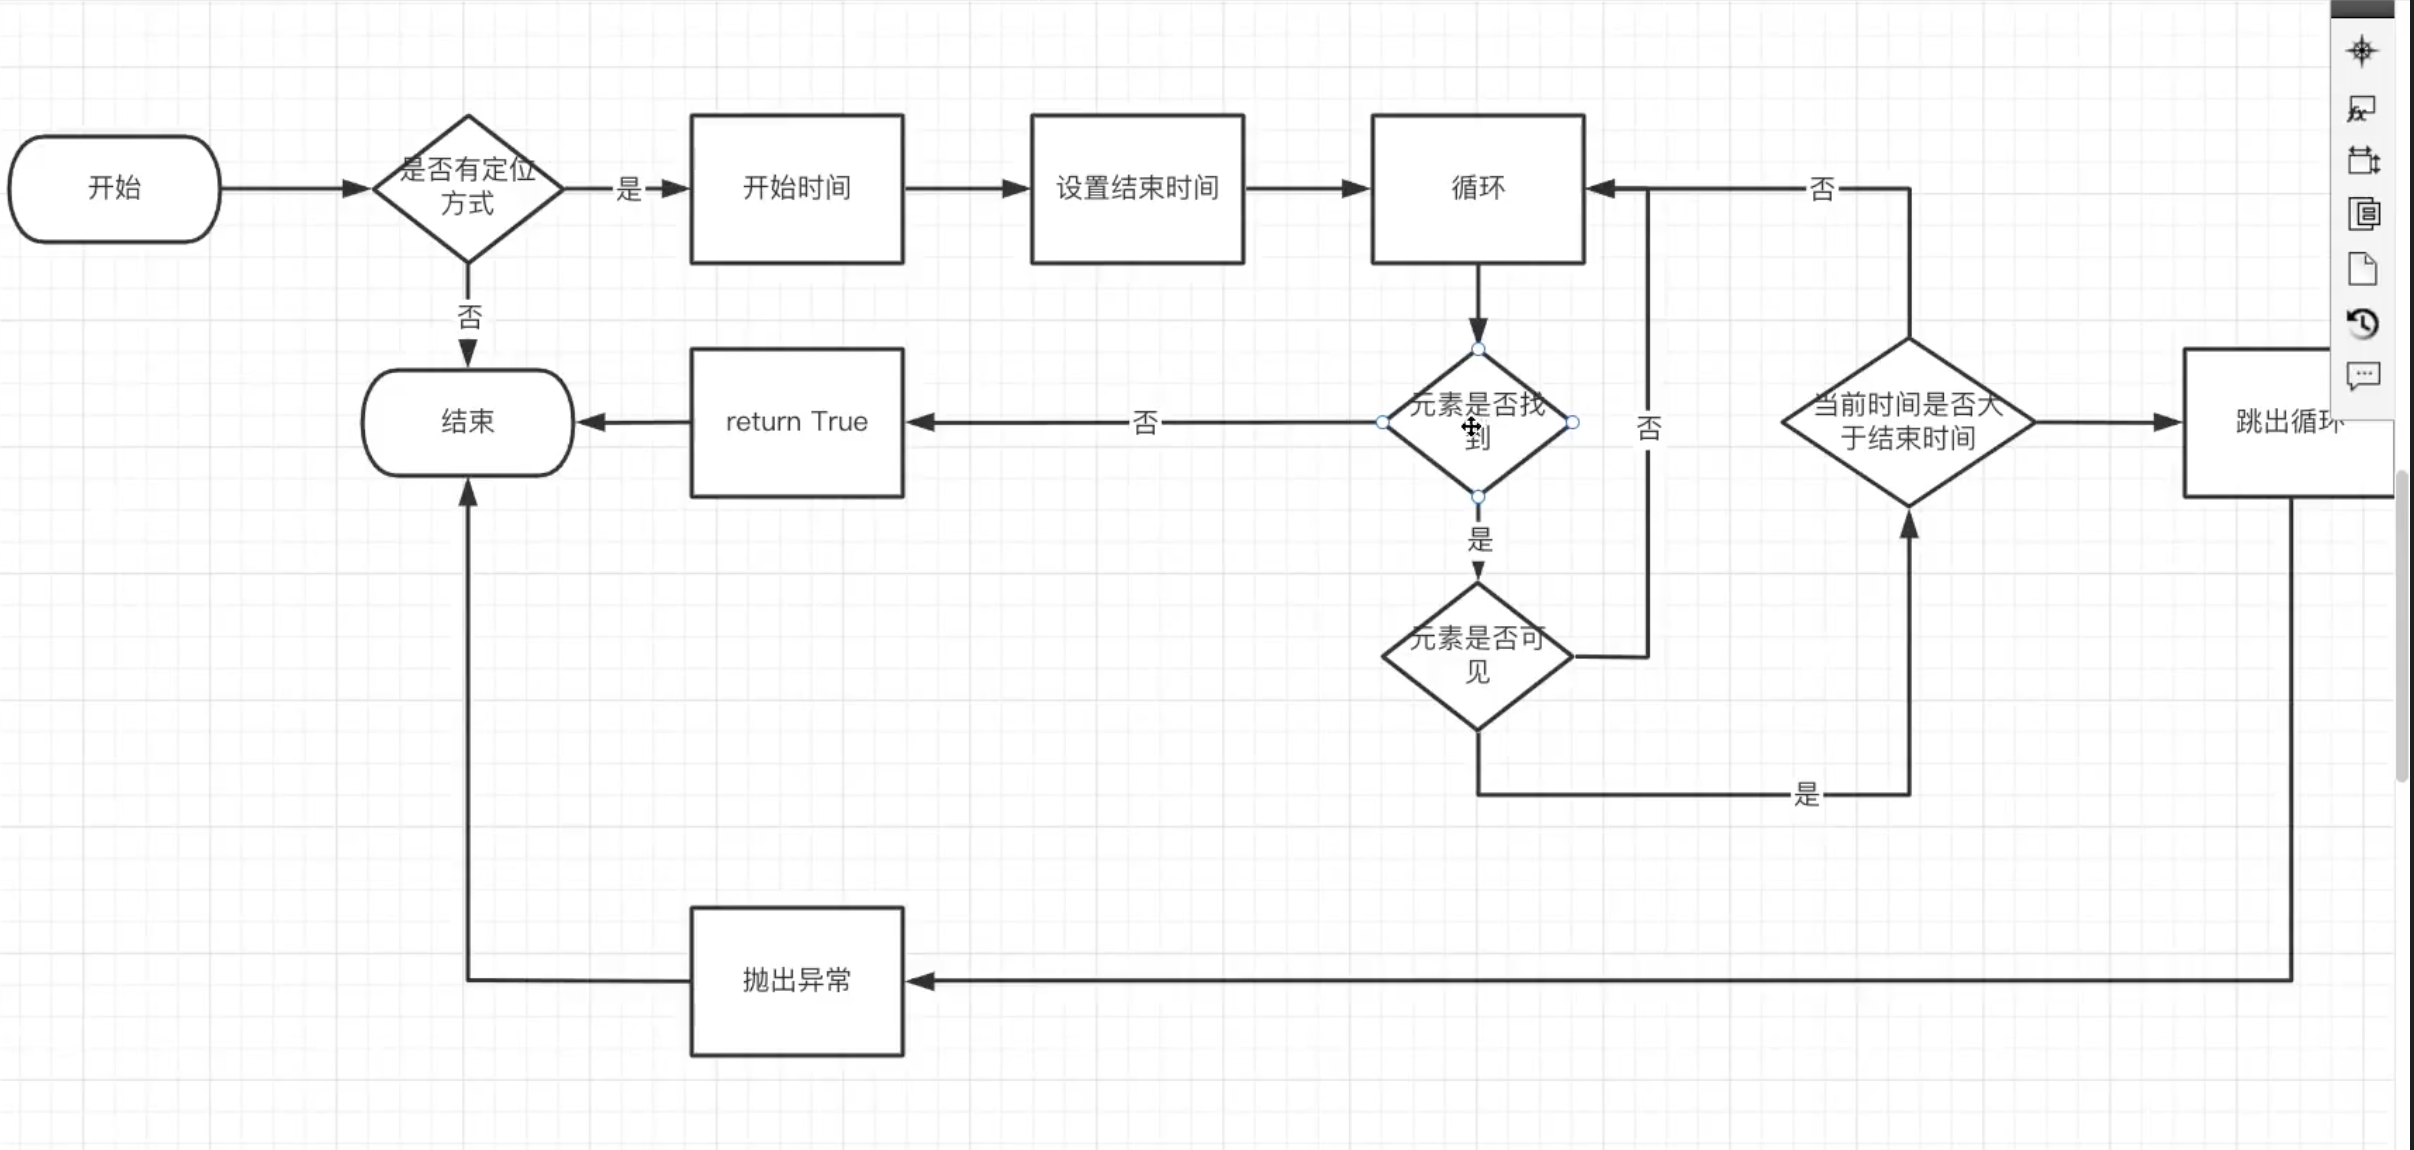 开始
是否有定位
方式
是
开始时间
设置结束时间
循环
否
否
结束
return True
否
元素是否找
到
否
当前时间是否大
于结束时间
跳出循环
是
元素是否可
见
是
抛出异常